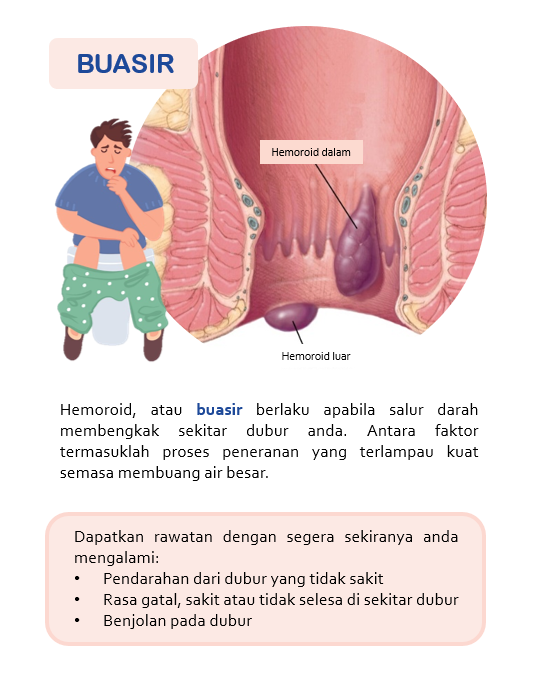 BUASIR
Hemoroid dalam
Hemoroid luar
Hemoroid, atau buasir berlaku apabila salur darah
membengkak sekitar dubur anda. Antara faktor
termasuklah proses peneranan yang terlampau kuat
semasa membuang air besar.
Dapatkan rawatan dengan segera sekiranya anda
mengalami:
• Pendarahan dari dubur yang tidak sakit
• Rasa gatal, sakit atau tidak selesa di sekitar dubur
• Benjolan pada dubur